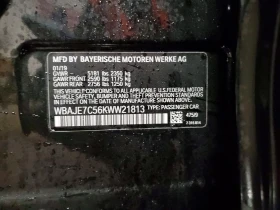 MFD BY BAYERISCHE MOTOREN WERKE AG
01/19
GVWR 5181 lbs 2350 kg
GAWR FRONT 2590 lbs 1175 kg
GAWR REAR 2756 lbs 1250 kg
THIS VEHICLE CONFORMS TO ALL APPLICABLE
FEDERAL MOTOR VEHICLE SAFETY, BUMPER,
AND THEFT PREVENTION STANDARDS IN EFFECT
ON THE DATE OF MANUFACTURE SHOWN ABOVE.
WBAJE7C56KWW21813 TYPE: PASSENGER CAR
475/9